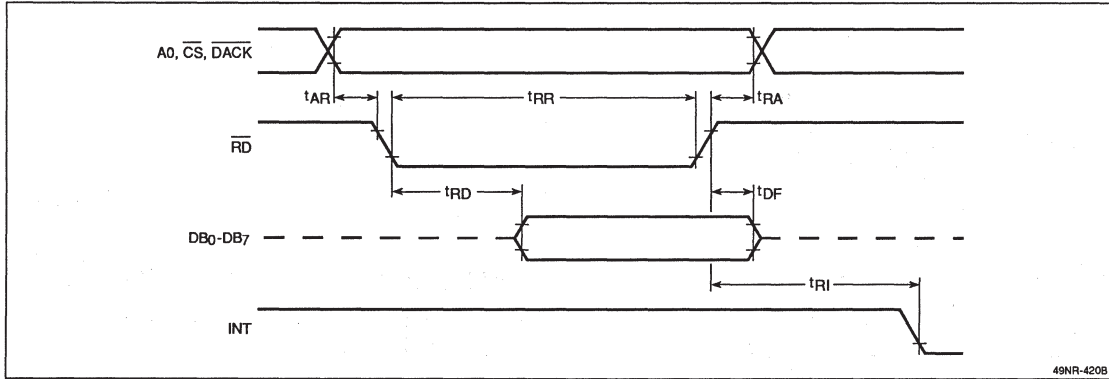 A0, CS, DACK
tAR
tRR
tRA
RD
tRD
tDF
DB0-DB7
tRI
INT
49NR-420B